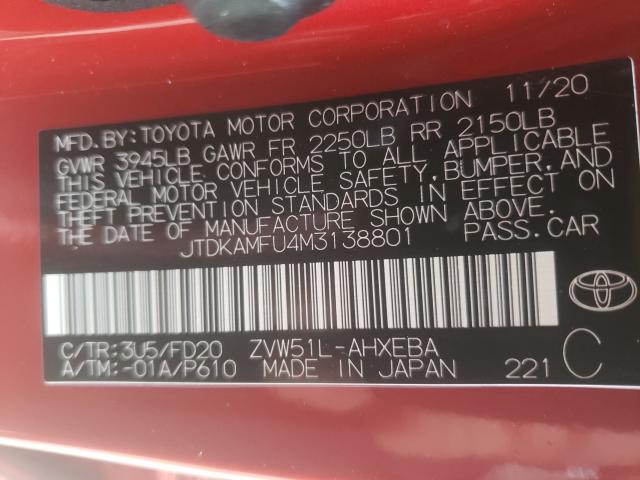 MFD. BY: TOYOTA MOTOR CORPORATION 11/20
GVWR 3945LB GAWR FR 2250LB RR 2150LB
THIS VEHICLE CONFORMS TO ALL APPLICABLE
FEDERAL MOTOR VEHICLE SAFETY, BUMPER, AND
THEFT PREVENTION STANDARDS IN EFFECT ON
THE DATE OF MANUFACTURE SHOWN ABOVE.
JTDKAMFU4M3138801 PASS. CAR
C/TR: 3U5/FD20 ZVW51L-AHXEBA C
A/TM: -01A/P610 MADE IN JAPAN 221